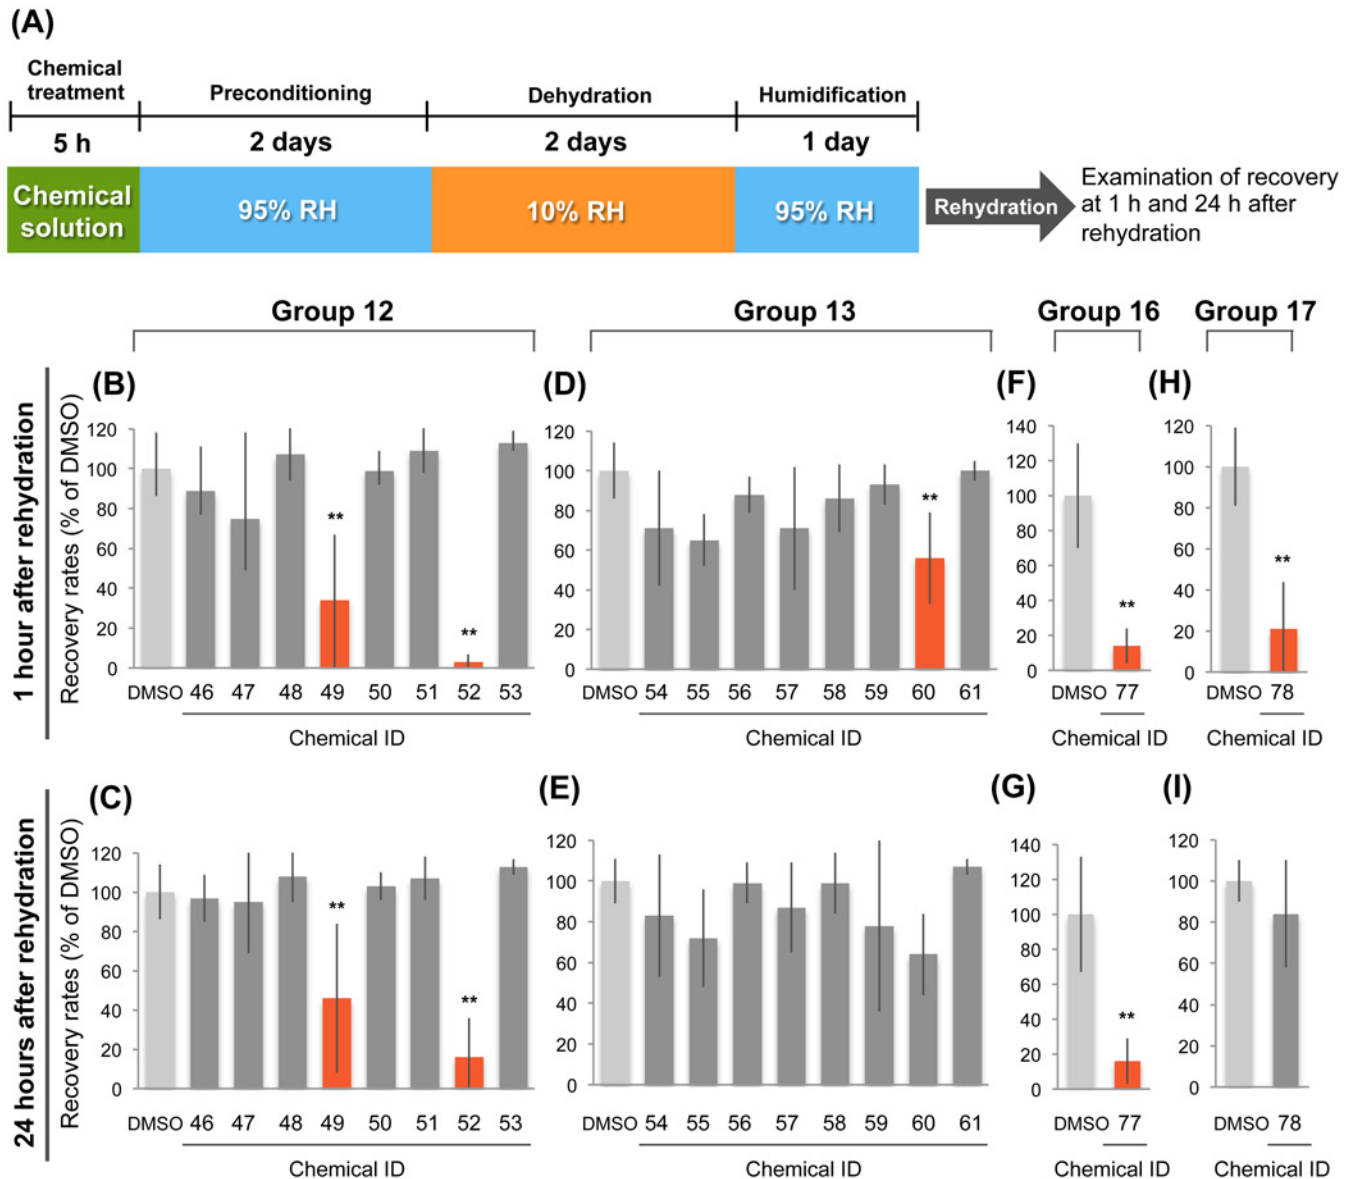 (A)
Chemical
treatment
Preconditioning
Dehydration
Humidification
5 h
2 days
2 days
1 day
Chemical
solution
95% RH
10% RH
95% RH
Rehydration
Examination of recovery
at 1 h and 24 h after
rehydration
Group 12
Group 13
Group 16
Group 17
1 hour after rehydration
(B)
Recovery rates (% of DMSO)
120
100
80
60
40
20
0
**
**
DMSO 46 47 48 49 50 51 52 53
Chemical ID
(D)
120
100
80
60
40
20
0
**
DMSO 54 55 56 57 58 59 60 61
Chemical ID
(F)
140
120
100
80
60
40
20
0
**
DMSO 77
Chemical ID
(H)
120
100
80
60
40
20
0
**
DMSO 78
Chemical ID
24 hours after rehydration
(C)
Recovery rates (% of DMSO)
120
100
80
60
40
20
0
**
**
DMSO 46 47 48 49 50 51 52 53
Chemical ID
(E)
120
100
80
60
40
20
0
DMSO 54 55 56 57 58 59 60 61
Chemical ID
(G)
140
120
100
80
60
40
20
0
**
DMSO 77
Chemical ID
(I)
120
100
80
60
40
20
0
DMSO 78
Chemical ID